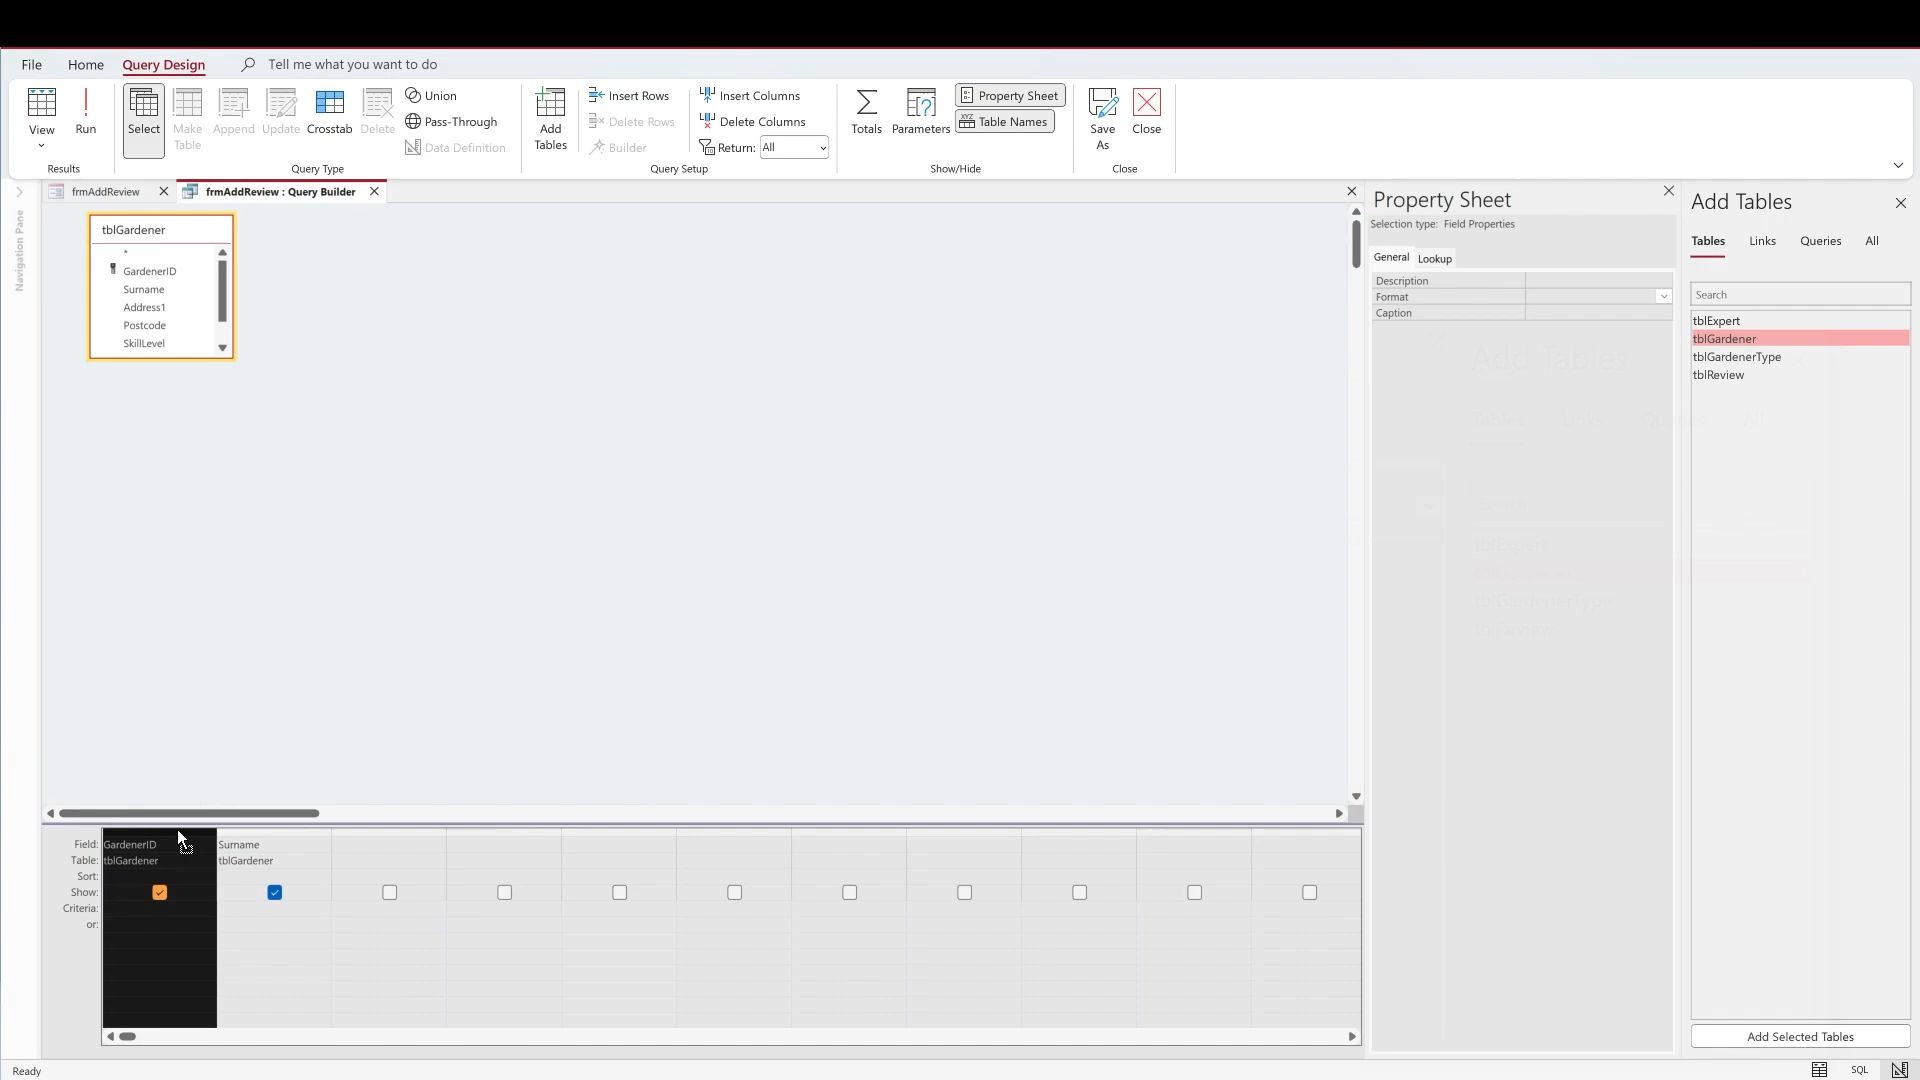 File
Home
Query Design
Tell me what you want to do
View
Run
Results
Select
Make
Table
Append
Update
Crosstab
Delete
Union
Pass-Through
Data Definition
Query Type
Add
Tables
Insert Rows
Delete Rows
Builder
Insert Columns
Delete Columns
Return: All
Query Setup
Totals
Parameters
Property Sheet
XYZ
Table Names
Show/Hide
Save
As
Close
Close
Navigation Pane
frmAddReview
frmAddReview : Query Builder
tblGardener
*
GardenerID
Surname
Address1
Postcode
SkillLevel
Property Sheet
Selection type: Field Properties
General
Lookup
Description
Format
Caption
Add Tables
Tables
Links
Queries
All
Search
tblExpert
tblGardener
tblGardenerType
tblReview
Add Tables
Field: GardenerID Surname
Table: tblGardener tblGardener
Sort:
Show:
Criteria:
or:
Add Selected Tables
Ready
SQL